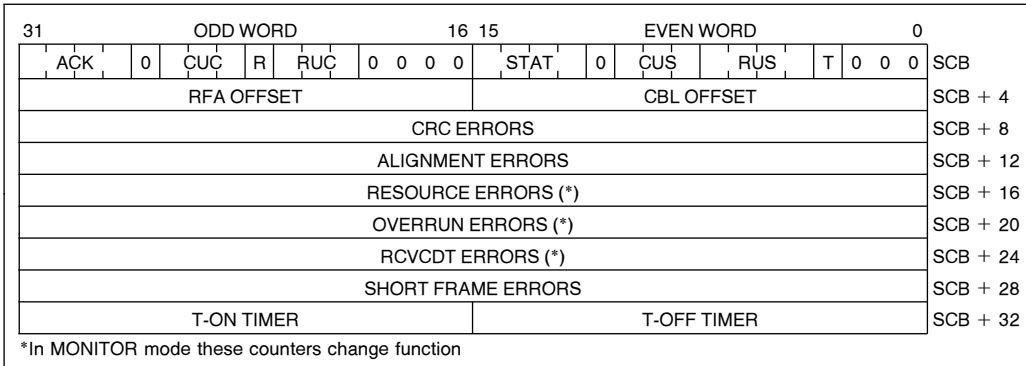 31 ODD WORD 16 15 EVEN WORD 0
ACK 0 CUC R RUC 0 0 0 0 STAT 0 CUS RUS T 0 0 0 SCB
RFA OFFSET CBL OFFSET SCB + 4
CRC ERRORS SCB + 8
ALIGNMENT ERRORS SCB + 12
RESOURCE ERRORS (*) SCB + 16
OVERRUN ERRORS (*) SCB + 20
RCVCDT ERRORS (*) SCB + 24
SHORT FRAME ERRORS SCB + 28
T-ON TIMER T-OFF TIMER SCB + 32
*In MONITOR mode these counters change function